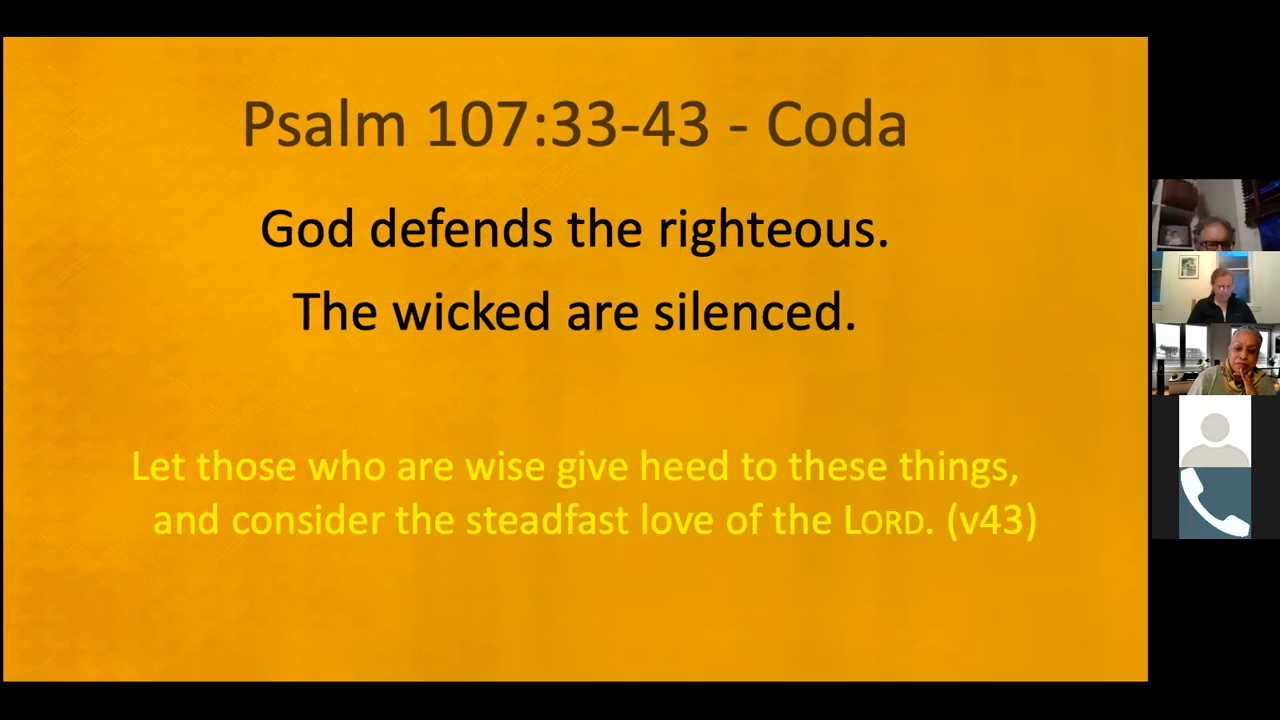 Psalm 107:33-43 - Coda
God defends the righteous.
The wicked are silenced.
Let those who are wise give heed to these things,
and consider the steadfast love of the LORD. (v43)